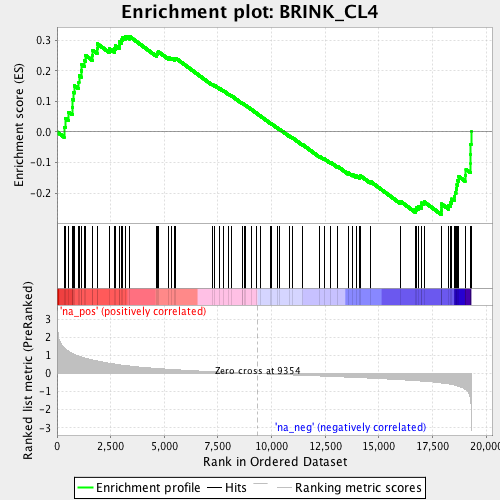 Enrichment plot: BRINK_CL4
Enrichment score (ES)
0.3
0.2
0.1
0.0
-0.1
-0.2
'na_pos' (positively correlated)
Ranked list metric (PreRanked)
3
2
1
0
-1
-2
-3
Zero cross at 9354
'na_neg' (negatively correlated)
0 2,500 5,000 7,500 10,000 12,500 15,000 17,500 20,000
Rank in Ordered Dataset
Enrichment profile Hits Ranking metric scores